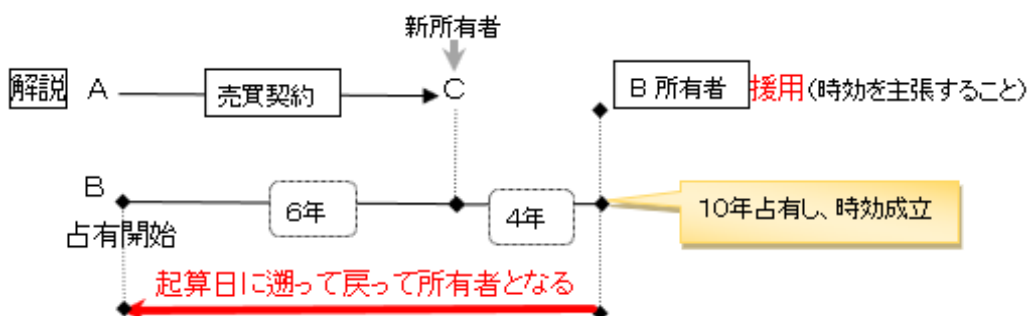 新所有者
解説 A 売買契約 C B 所有者 援用(時効を主張すること)
B 6年 4年 10年占有し、時効成立
占有開始
起算日に遡って戻って所有者となる